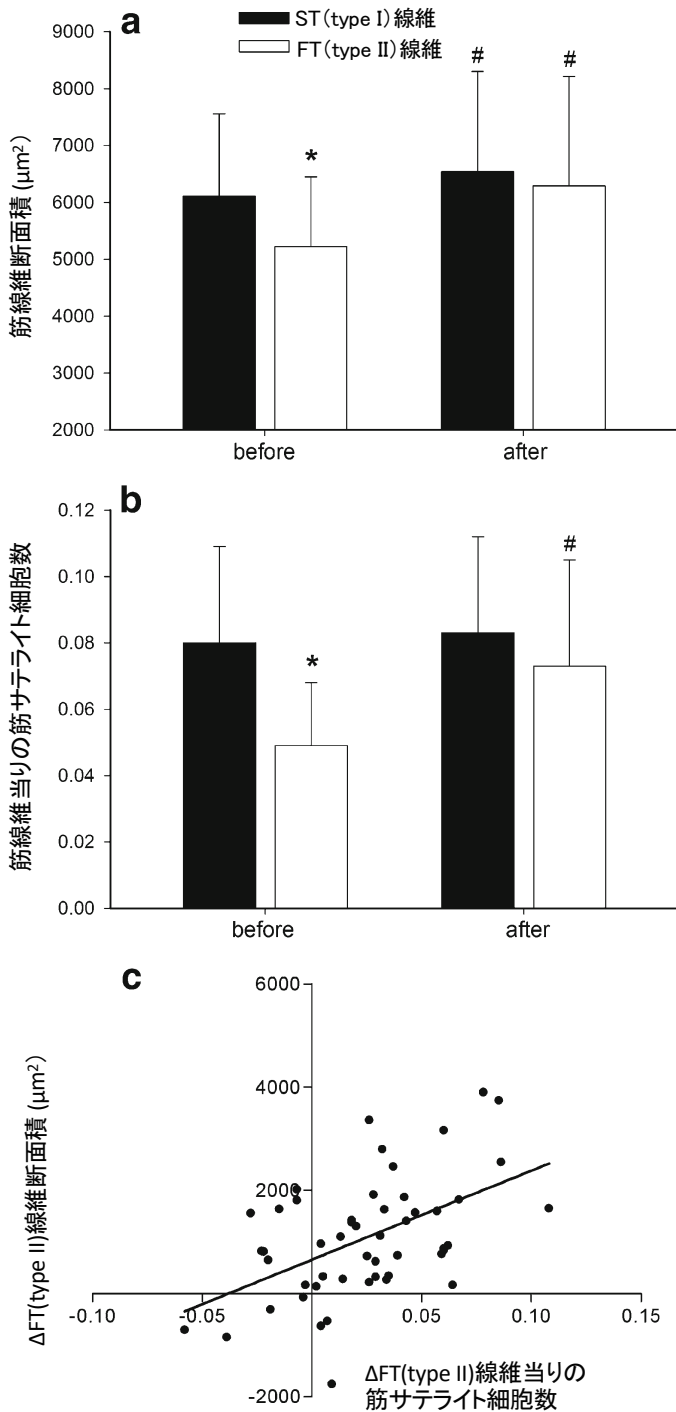 a
ST(type I)線維
FT(type II)線維
筋線維断面積 (μm²)
9000
8000
7000
6000
5000
4000
3000
2000
*
#
#
before
after
b
筋線維当りの筋サテライト細胞数
0.12
0.10
0.08
0.06
0.04
0.02
0.00
*
#
before
after
c
ΔFT(type II)線維断面積 (μm²)
6000
4000
2000
-2000
-0.10
-0.05
0.05
0.10
0.15
ΔFT(type II)線維当りの
筋サテライト細胞数